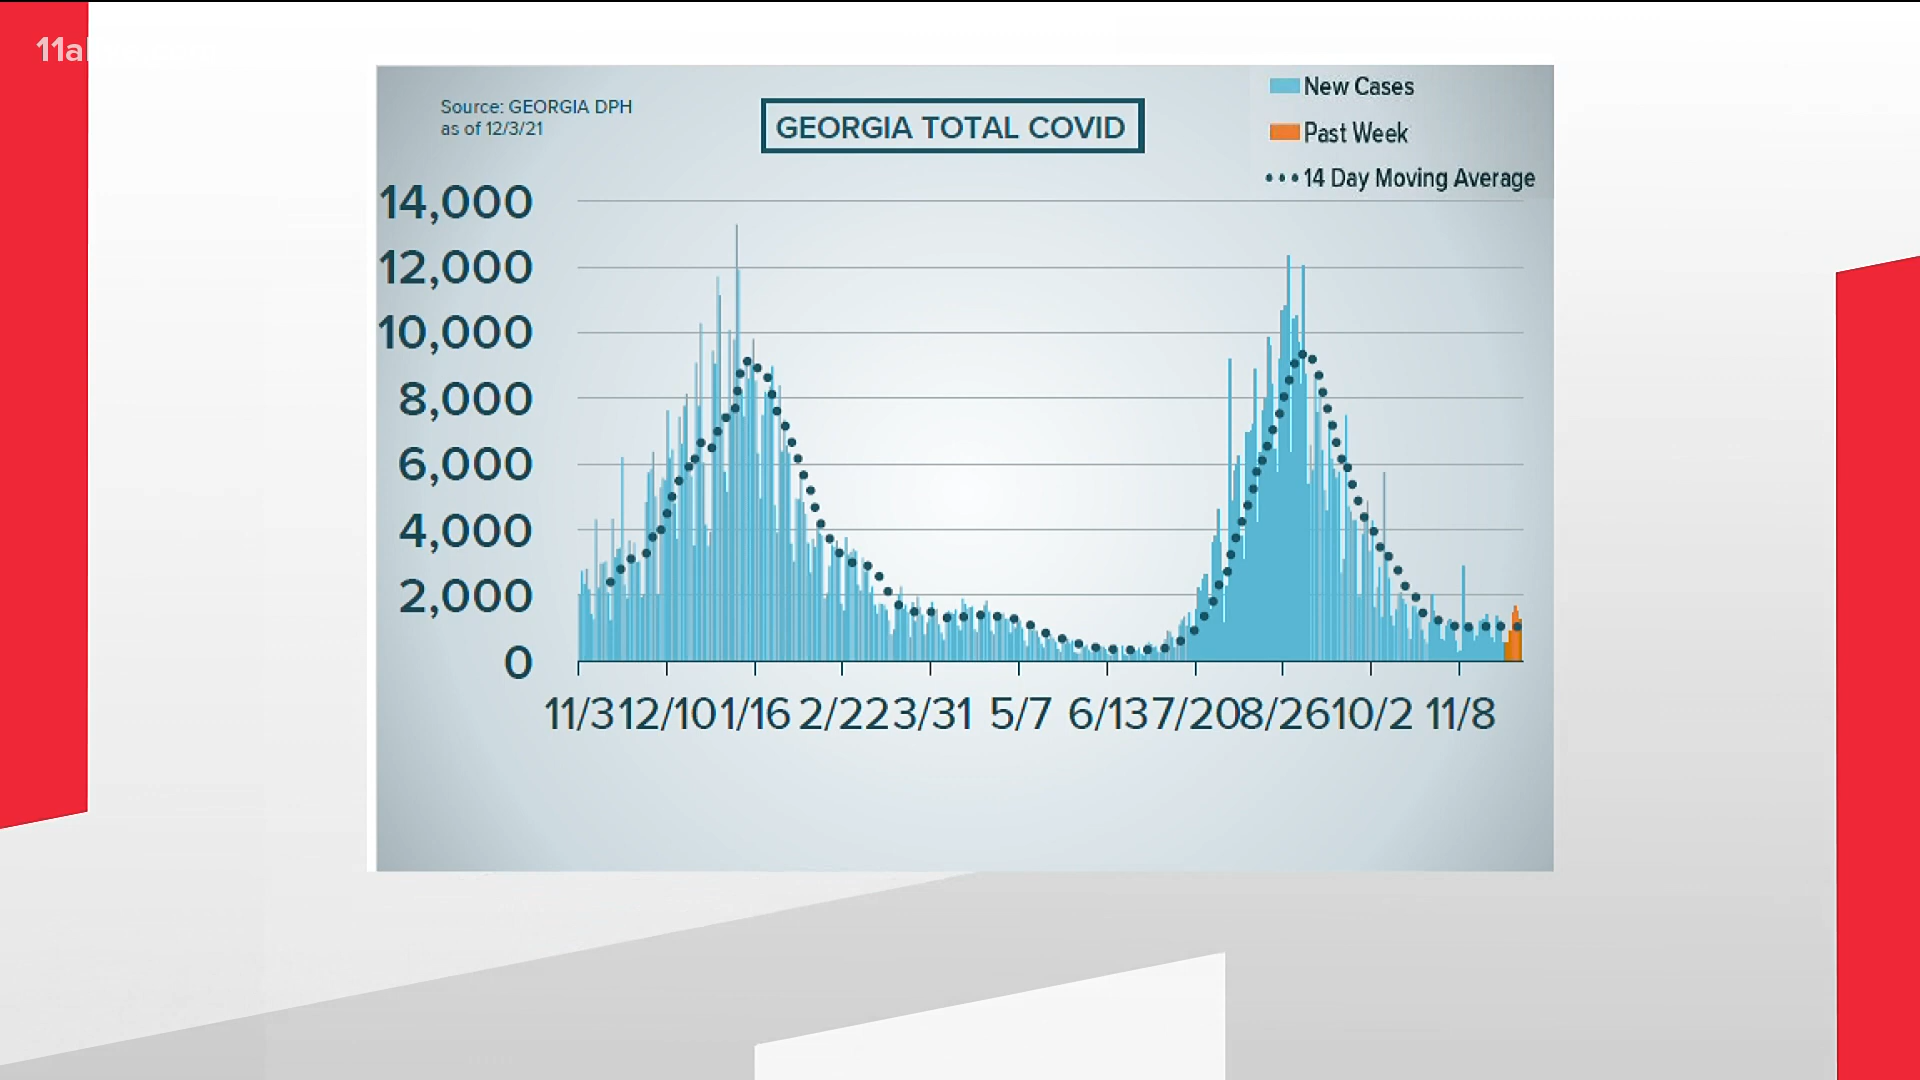 Source: GEORGIA DPH
as of 12/3/21
GEORGIA TOTAL COVID
New Cases
Past Week
14 Day Moving Average
14,000
12,000
10,000
8,000
6,000
4,000
2,000
0
11/3 12/10 1/16 2/22 3/31 5/7 6/13 7/20 8/26 10/2 11/8